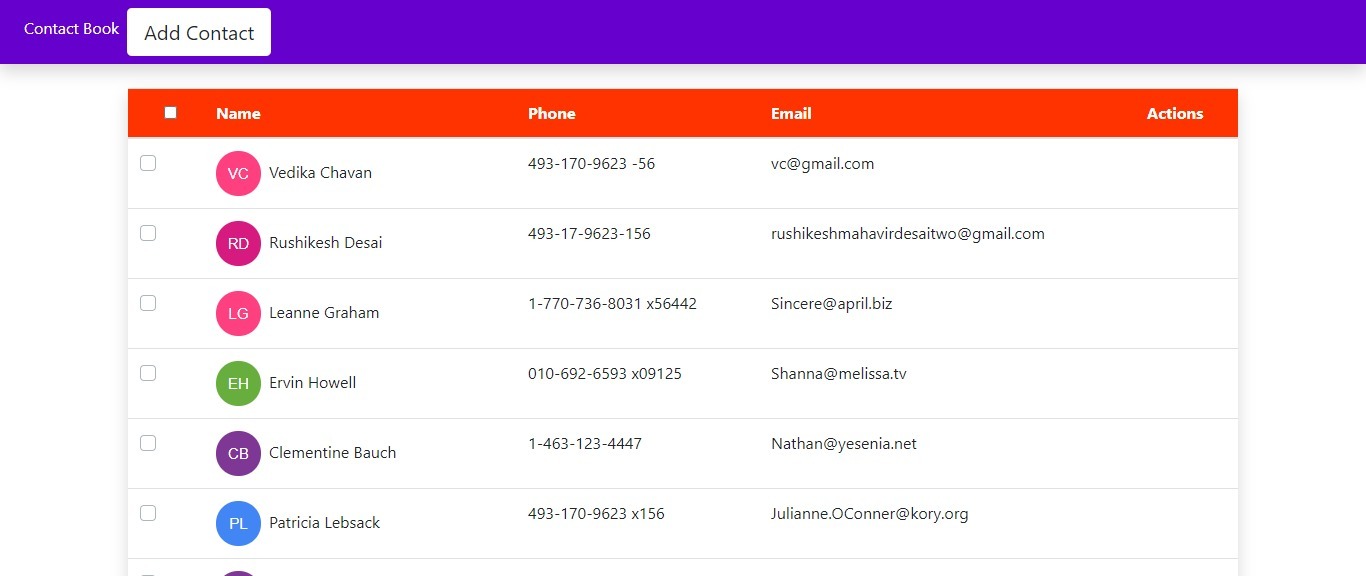 Contact Book Add Contact
Name Phone Email Actions
VC Vedika Chavan 493-170-9623 -56 vc@gmail.com
RD Rushikesh Desai 493-17-9623-156 rushikeshmahavirdesaitwo@gmail.com
LG Leanne Graham 1-770-736-8031 x56442 Sincere@april.biz
EH Ervin Howell 010-692-6593 x09125 Shanna@melissa.tv
CB Clementine Bauch 1-463-123-4447 Nathan@yesenia.net
PL Patricia Lebsack 493-170-9623 x156 Julianne.OConner@kory.org